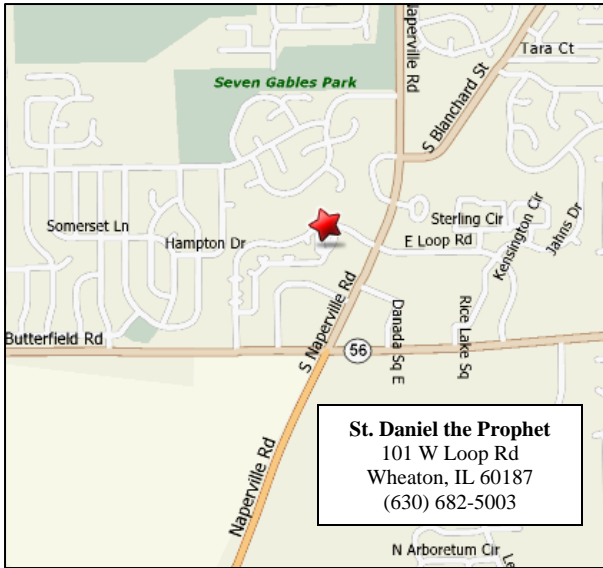 Tara Ct
Naperville Rd
Seven Gables Park
S Blanchard St
Somerset Ln
Hampton Dr
Sterling Cir
E Loop Rd
Kensington Cir
Jahns Dr
Butterfield Rd
S Naperville Rd
56
Danada Sq E
Rice Lake Sq
St. Daniel the Prophet
101 W Loop Rd
Wheaton, IL 60187
(630) 682-5003
Naperville Rd
N Arboretum Cir